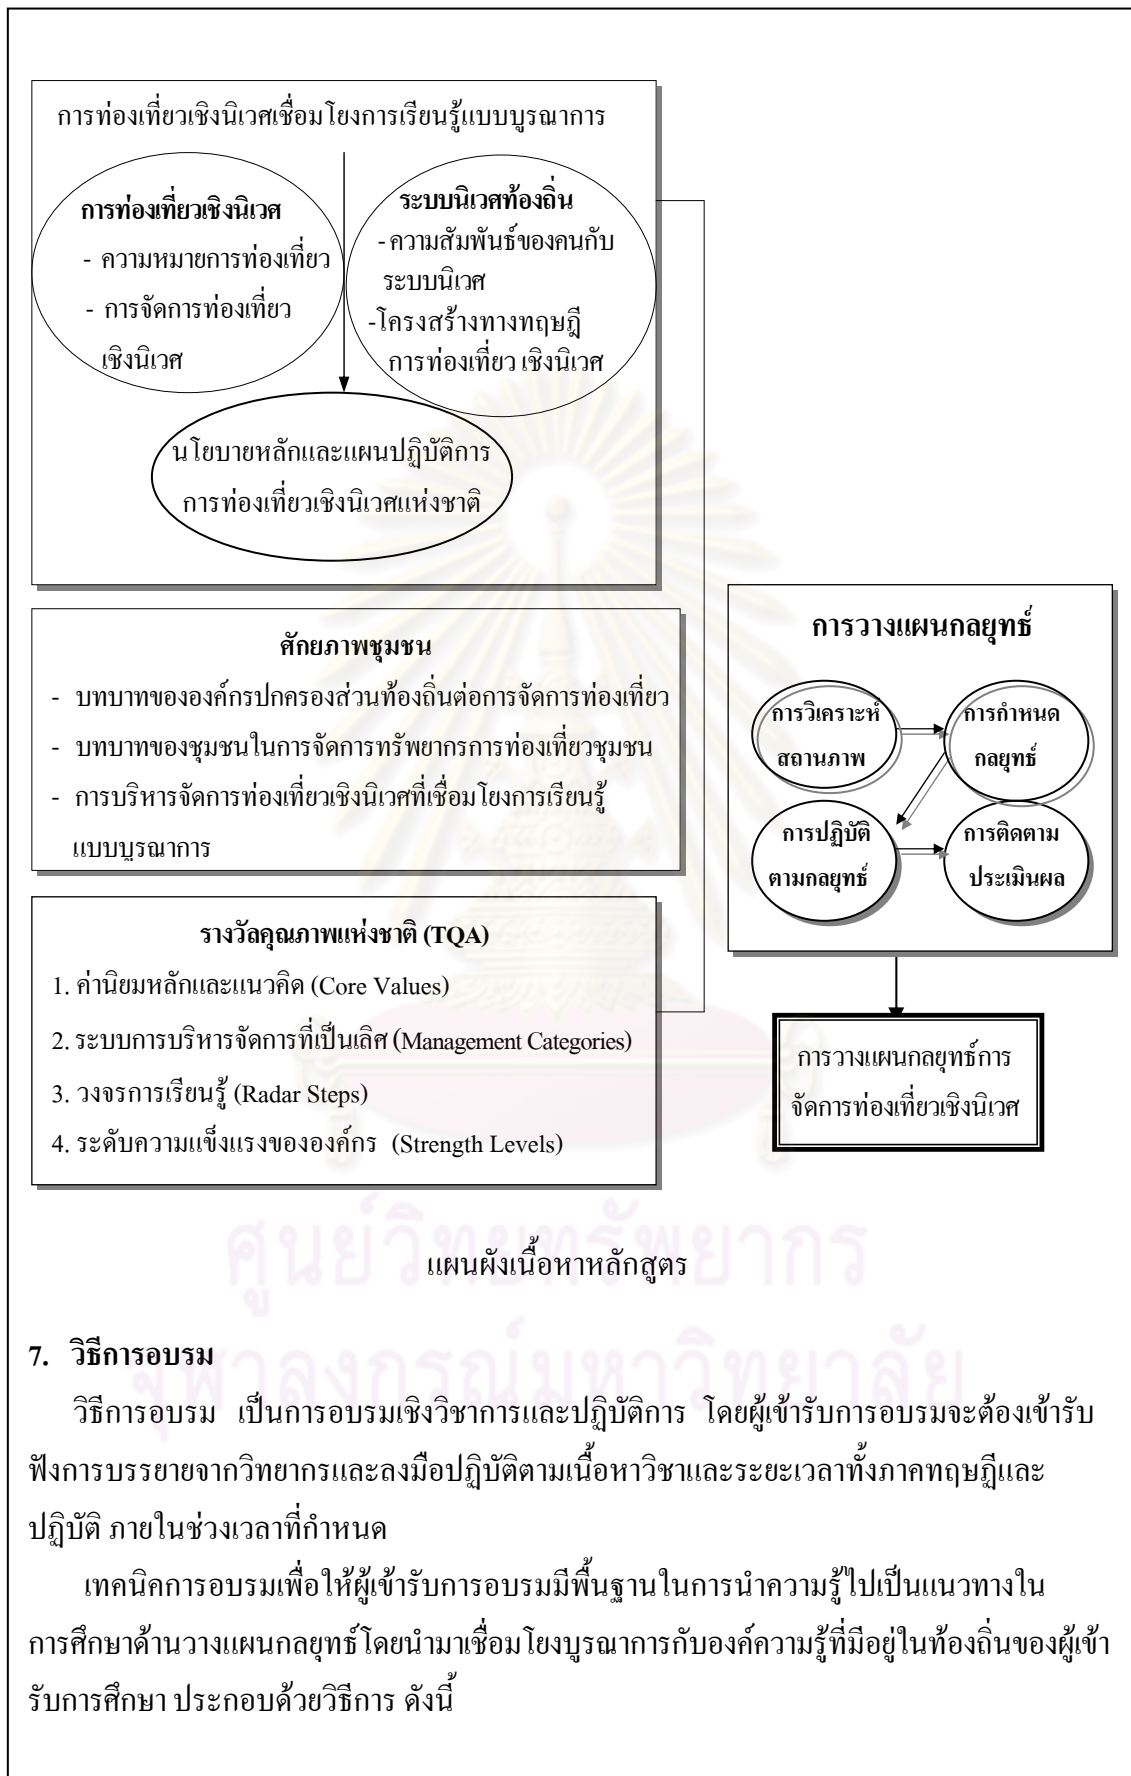 การท่องเที่ยวเชิงนิเวศเชื่อมโยงการเรียนรู้แบบบูรณาการ
การท่องเที่ยวเชิงนิเวศ
- ความหมายการท่องเที่ยว
- การจัดการท่องเที่ยว
เชิงนิเวศ
ระบบนิเวศท้องถิ่น
- ความสัมพันธ์ของคนกับ
ระบบนิเวศ
-โครงสร้างทางทฤษฎี
การท่องเที่ยว เชิงนิเวศ
นโยบายหลักและแผนปฏิบัติการ
การท่องเที่ยวเชิงนิเวศแห่งชาติ
ศักยภาพชุมชน
- บทบาทขององค์กรปกครองส่วนท้องถิ่นต่อการจัดการท่องเที่ยว
- บทบาทของชุมชนในการจัดการทรัพยากรการท่องเที่ยวชุมชน
- การบริหารจัดการท่องเที่ยวเชิงนิเวศที่เชื่อมโยงการเรียนรู้
แบบบูรณาการ
รางวัลคุณภาพแห่งชาติ (TQA)
1. ค่านิยมหลักและแนวคิด (Core Values)
2. ระบบการบริหารจัดการที่เป็นเลิศ (Management Categories)
3. วงจรการเรียนรู้ (Radar Steps)
4. ระดับความแข็งแรงขององค์กร (Strength Levels)
การวางแผนกลยุทธ์
การวิเคราะห์
สถานภาพ
การกำหนด
กลยุทธ์
การปฏิบัติ
ตามกลยุทธ์
การติดตาม
ประเมินผล
การวางแผนกลยุทธ์การ
จัดการท่องเที่ยวเชิงนิเวศ
ศูนย์วิทยทรัพยากร
จุฬาลงกรณ์มหาวิทยาลัย
แผนผังเนื้อหาหลักสูตร
7. วิธีการอบรม
วิธีการอบรม เป็นการอบรมเชิงวิชาการและปฏิบัติการ โดยผู้เข้ารับการอบรมจะต้องเข้ารับ
ฟังการบรรยายจากวิทยากรและลงมือปฏิบัติตามเนื้อหาวิชาและระยะเวลาทั้งภาคทฤษฎีและ
ปฏิบัติ ภายในช่วงเวลาที่กำหนด
เทคนิคการอบรมเพื่อให้ผู้เข้ารับการอบรมมีพื้นฐานในการนำความรู้ไปเป็นแนวทางใน
การศึกษาด้านวางแผนกลยุทธ์โดยนำมาเชื่อมโยงบูรณาการกับองค์ความรู้ที่มีอยู่ในท้องถิ่นของผู้เข้า
รับการศึกษา ประกอบด้วยวิธีการ ดังนี้